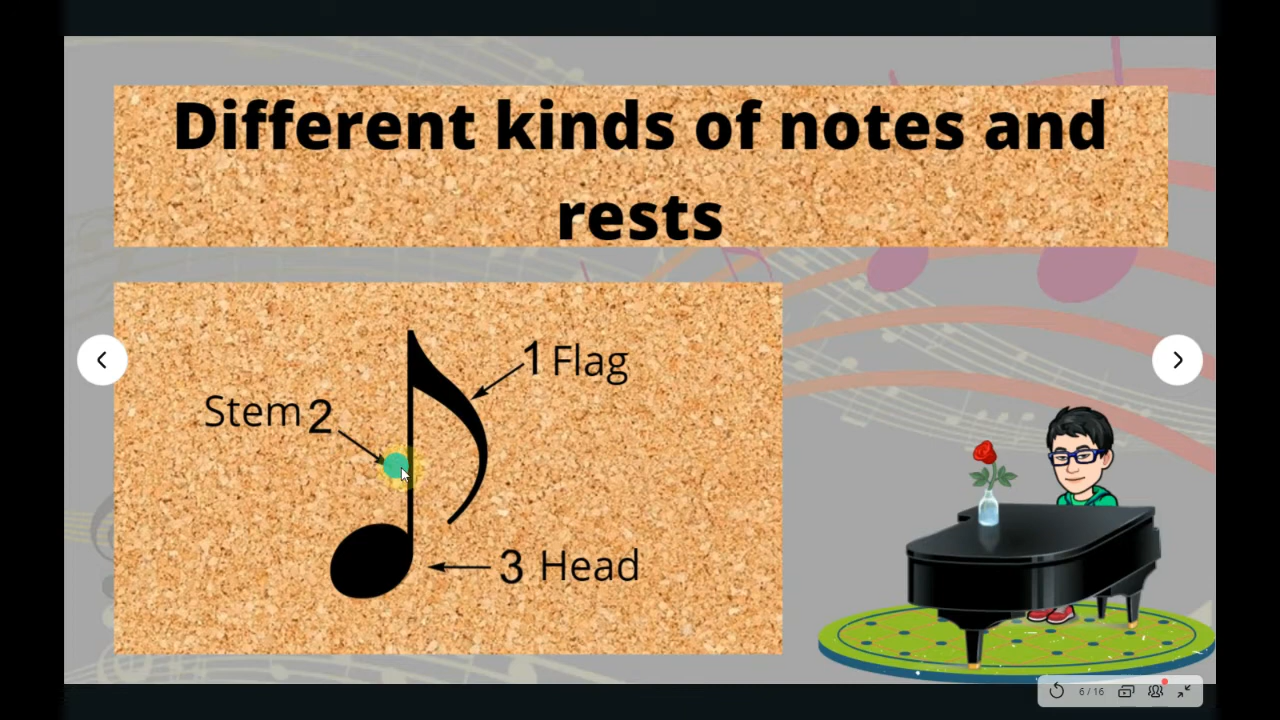 Different kinds of notes and
rests
1 Flag
Stem 2
3 Head
6 / 16